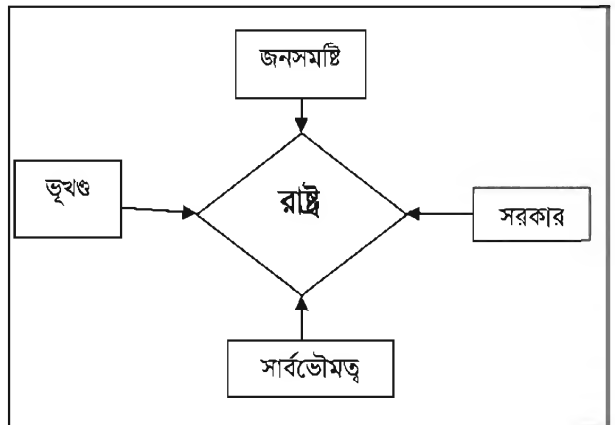 জনসমষ্টি
ভূখণ্ড
রাষ্ট্র
সরকার
সার্বভৌমত্ব